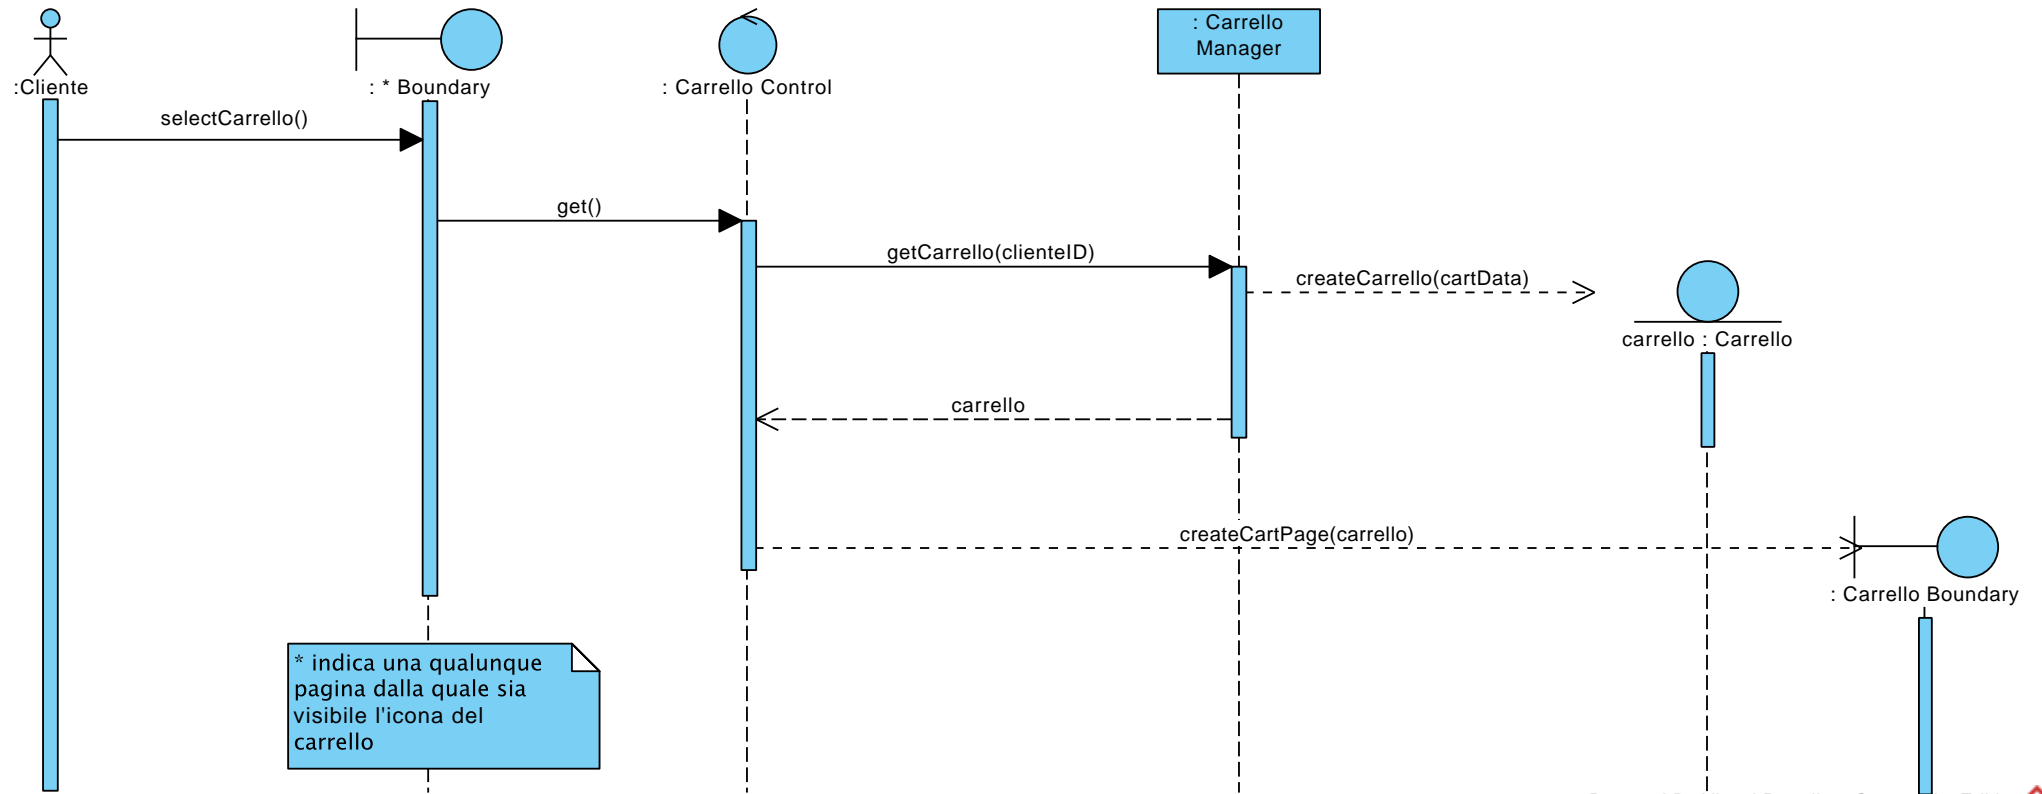 :Cliente
: * Boundary
: Carrello Control
: Carrello
Manager
selectCarrello()
get()
getCarrello(clienteID)
createCarrello(cartData)
carrello : Carrello
carrello
createCartPage(carrello)
: Carrello Boundary
* indica una qualunque
pagina dalla quale sia
visibile l'icona del
carrello